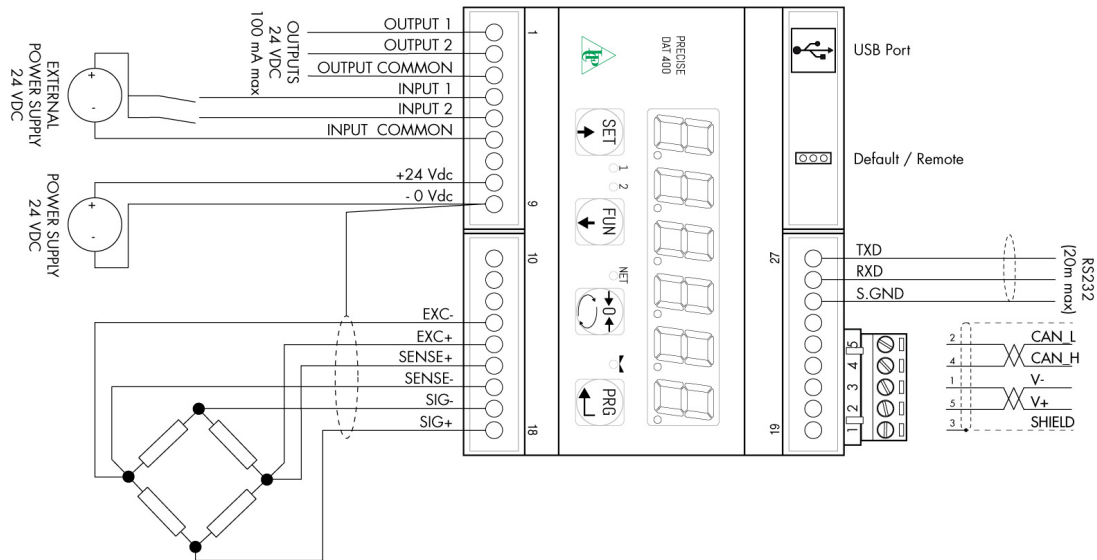 OUTPUT 1
OUTPUT 2
OUTPUT COMMON
INPUT 1
INPUT 2
INPUT COMMON
+24 Vdc
- 0 Vdc
OUTPUTS
24 VDC
100 mA max
EXTERNAL
POWER SUPPLY
24 VDC
+
-
POWER SUPPLY
24 VDC
+
-
1
9
10
18
EXC-
EXC+
SENSE+
SENSE-
SIG-
SIG+
PRECISE
DAT 400
SET
1
2
FUN
NET
0
PRG
USB Port
Default / Remote
27
19
TXD
RXD
S.GND
RS232
(20m max)
5
4
3
2
1
2 CAN_L
4 CAN_H
1 V-
5 V+
3 SHIELD